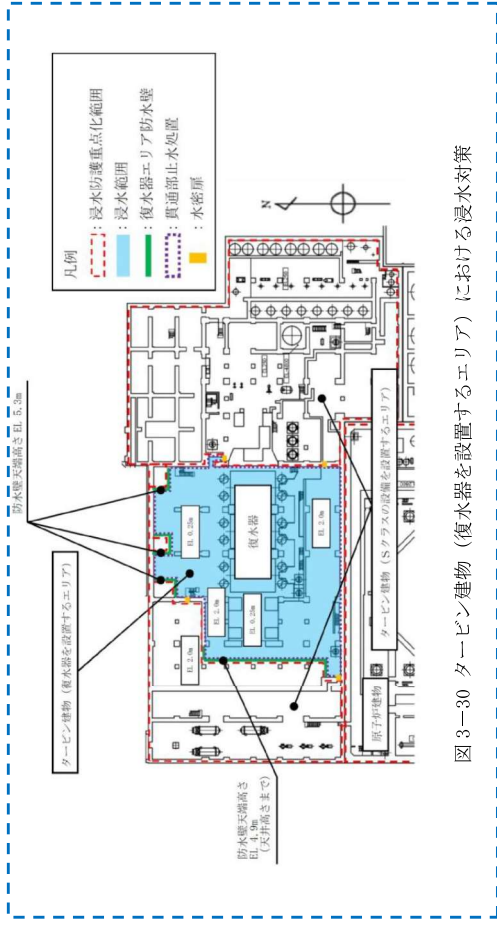 防水壁天端高さ EL 5.3m
タービン建物（復水器を設置するエリア）
凡例
：浸水防護重点化範囲
：浸水範囲
：復水器エリア防水壁
：貫通部止水処置
：水密扉
N
EL 0.25m
復水器
EL 2.0m
EL 2.0m
EL 0.25m
EL 2.0m
防水壁天端高さ
EL 4.9m
（天井高さまで）
タービン建物（Sクラスの設備を設置するエリア）
原子炉建物
図 3－30 タービン建物（復水器を設置するエリア）における浸水対策